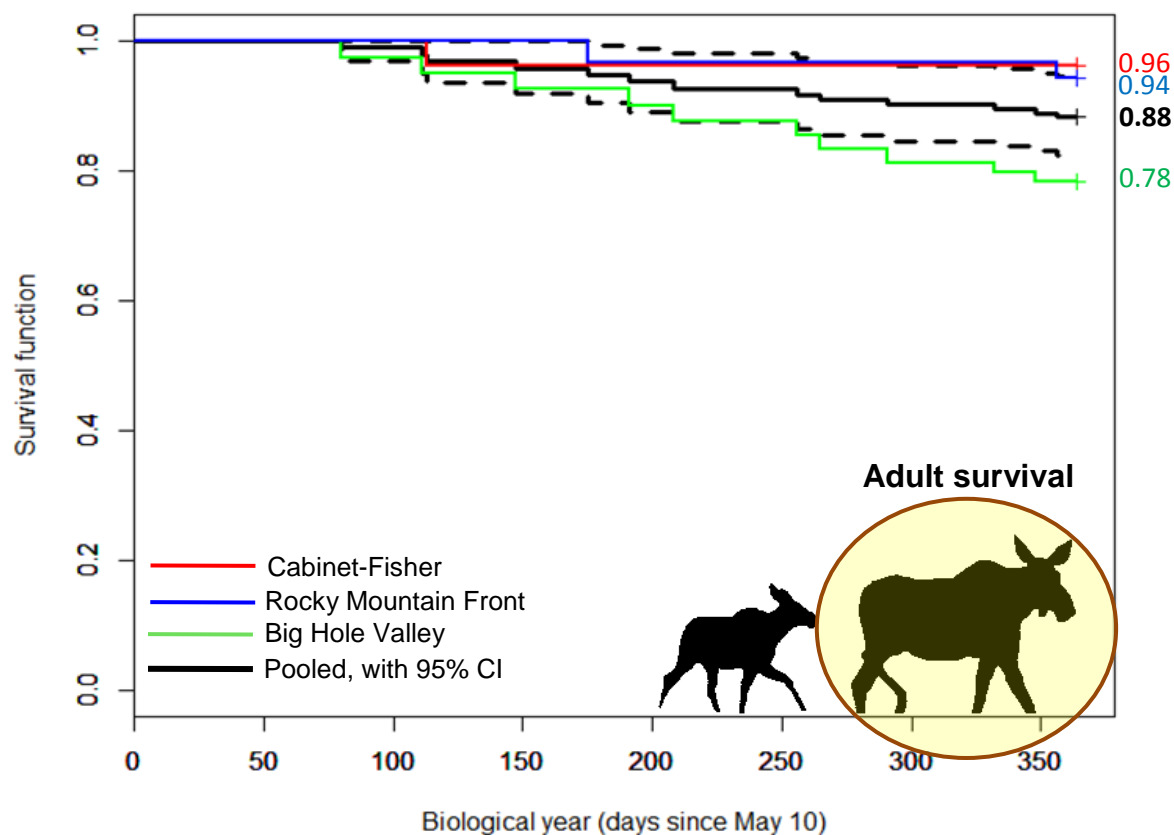 1.0
0.8
0.6
0.4
0.2
0.0
Survival function
0.96
0.94
0.88
0.78
Adult survival
Cabinet-Fisher
Rocky Mountain Front
Big Hole Valley
Pooled, with 95% CI
0 50 100 150 200 250 300 350
Biological year (days since May 10)